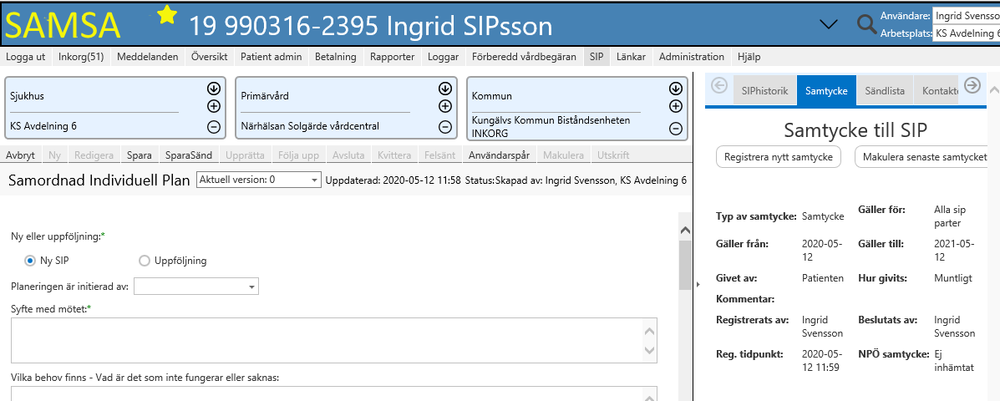 SAMSA
19 990316-2395 Ingrid SIPsson
Användare: Ingrid Svensso
Arbetsplats: KS Avdelning 6
Logga ut Inkorg(51) Meddelanden Översikt Patient admin Betalning Rapporter Loggar Förberedd vårdbegäran SIP Länkar Administration Hjälp
Sjukhus
KS Avdelning 6
Primärvård
Närhälsan Solgärde vårdcentral
Kommun
Kungälvs Kommun Biståndsenheten
INKORG
Avbryt Ny Redigera Spara SparaSänd Upprätta Följa upp Avsluta Kvittera Felsänt Användarspår Makulera Utskrift
Samordnad Individuell Plan Aktuell version: 0 Uppdaterad: 2020-05-12 11:58 Status:Skapad av: Ingrid Svensson, KS Avdelning 6
Ny eller uppföljning:*
Ny SIP Uppföljning
Planeringen är initierad av:
Syfte med mötet:*
Vilka behov finns - Vad är det som inte fungerar eller saknas:
SIPhistorik Samtycke Sändlista Kontakt
Samtycke till SIP
Registrera nytt samtycke Makulera senaste samtycket
Typ av samtycke: Samtycke Gäller för: Alla sip
parter
Gäller från: 2020-05- Gäller till: 2021-05-
12 12
Givet av: Patienten Hur givits: Muntligt
Kommentar:
Registrerats av: Ingrid Beslutats av: Ingrid
Svensson Svensson
Reg. tidpunkt: 2020-05- NPÖ samtycke: Ej
12 11:59 inhämtat